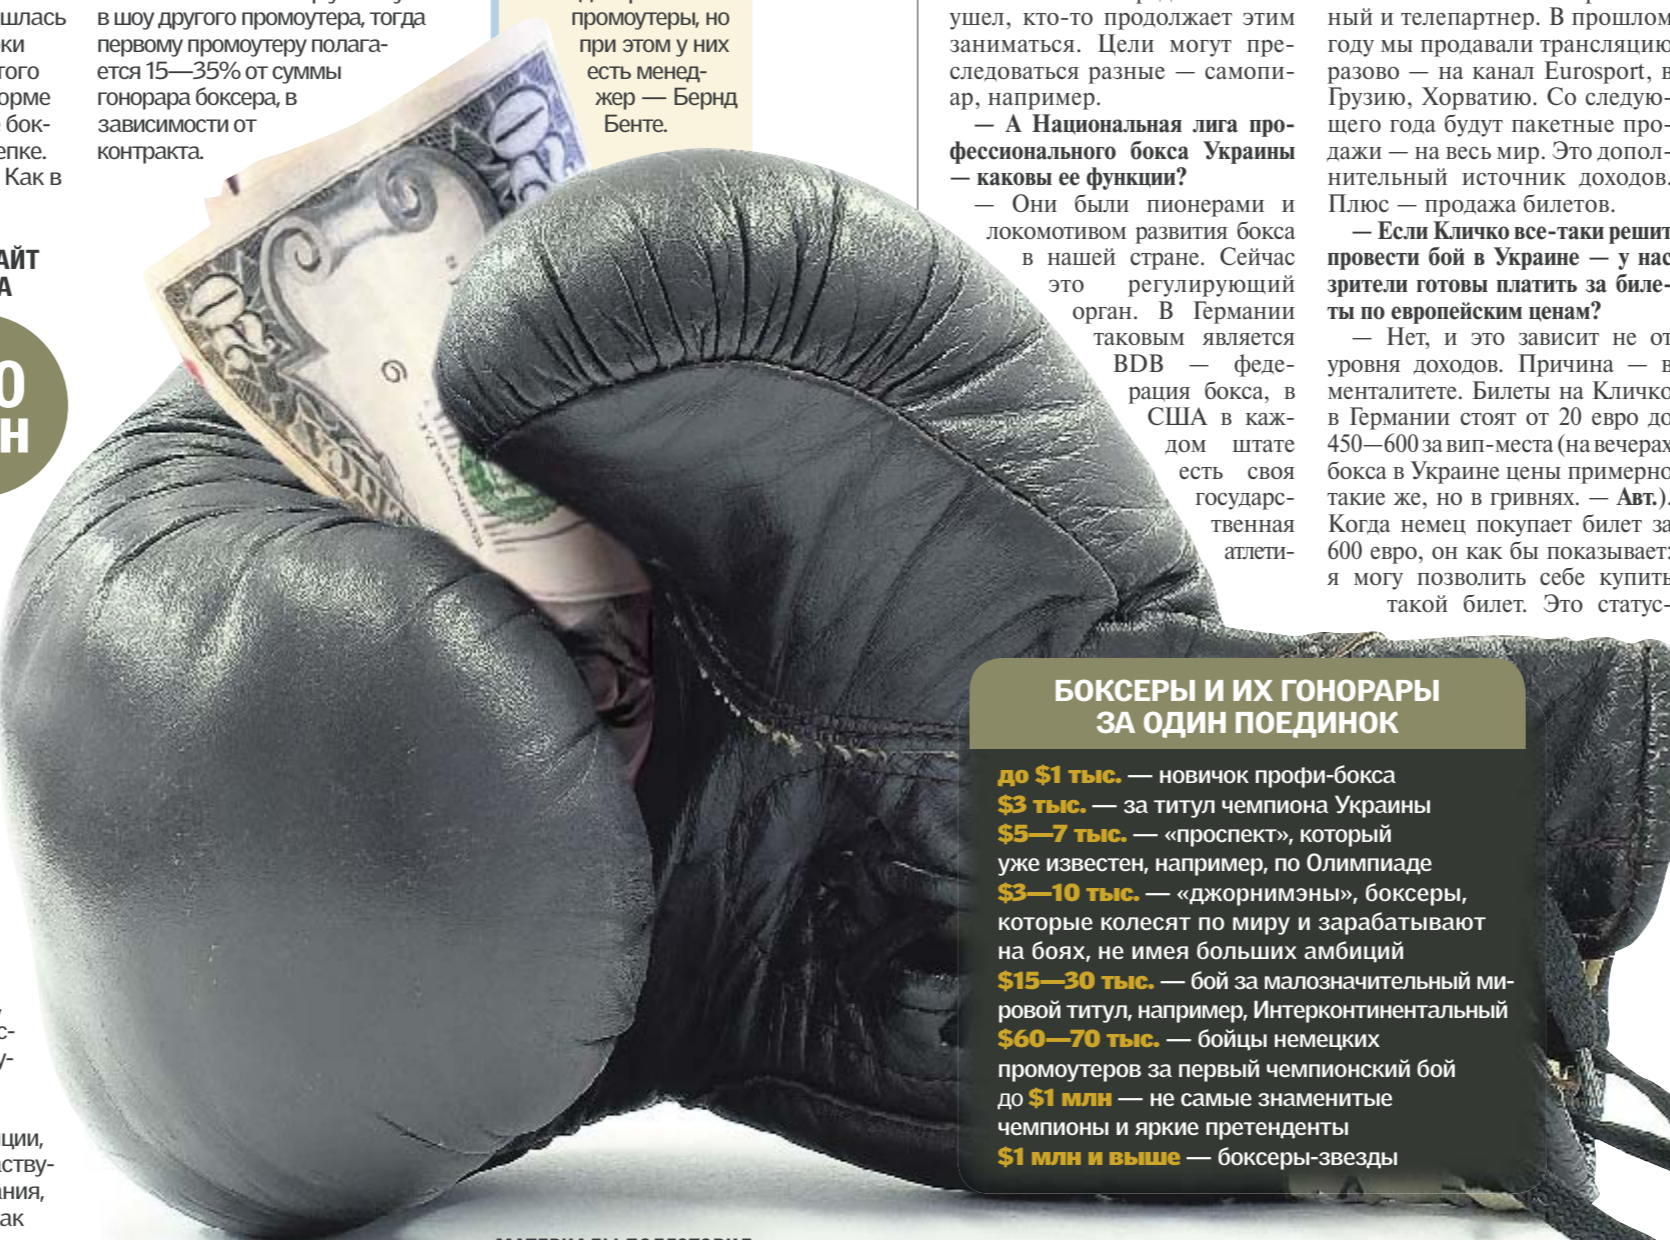 шлась
ки
того
орме
бок-
епке.
Как в
АЙТ
А
0
Н
с-
у-
ции,
аству-
ания,
ак
в шоу другого промоутера, тогда
первому промоутеру полага-
ется 15—35% от суммы
гонорара боксера, в
зависимости от
контракта.
промоутеры, но
при этом у них
есть менед-
жер — Бернд
Бенте.
ушел, кто-то продолжает этим
заниматься. Цели могут пре-
следоваться разные — самопи-
ар, например.
— А Национальная лига про-
фессионального бокса Украины
— каковы ее функции?
— Они были пионерами и
локомотивом развития бокса
в нашей стране. Сейчас
это регулирующий
орган. В Германии
таковым является
BDB — феде-
рация бокса, в
США в каж-
дом штате
есть своя
государс-
твенная
атлети-
ный и телепартнер. В прошлом
году мы продавали трансляцию
разово — на канал Eurosport, в
Грузию, Хорватию. Со следую-
щего года будут пакетные про-
дажи — на весь мир. Это допол-
нительный источник доходов.
Плюс — продажа билетов.
— Если Кличко все-таки решит
провести бой в Украине — у нас
зрители готовы платить за биле-
ты по европейским ценам?
— Нет, и это зависит не от
уровня доходов. Причина — в
менталитете. Билеты на Кличко
в Германии стоят от 20 евро до
450—600 за вип-места (на вечерах
бокса в Украине цены примерно
такие же, но в гривнях. — Авт.).
Когда немец покупает билет за
600 евро, он как бы показывает:
я могу позволить себе купить
такой билет. Это статус-
БОКСЕРЫ И ИХ ГОНОРАРЫ
ЗА ОДИН ПОЕДИНОК
до $1 тыс. — новичок профи-бокса
$3 тыс. — за титул чемпиона Украины
$5—7 тыс. — «проспект», который
уже известен, например, по Олимпиаде
$3—10 тыс. — «джорнимэны», боксеры,
которые колесят по миру и зарабатывают
на боях, не имея больших амбиций
$15—30 тыс. — бой за малозначительный ми-
ровой титул, например, Интерконтинентальный
$60—70 тыс. — бойцы немецких
промоутеров за первый чемпионский бой
до $1 млн — не самые знаменитые
чемпионы и яркие претенденты
$1 млн и выше — боксеры-звезды